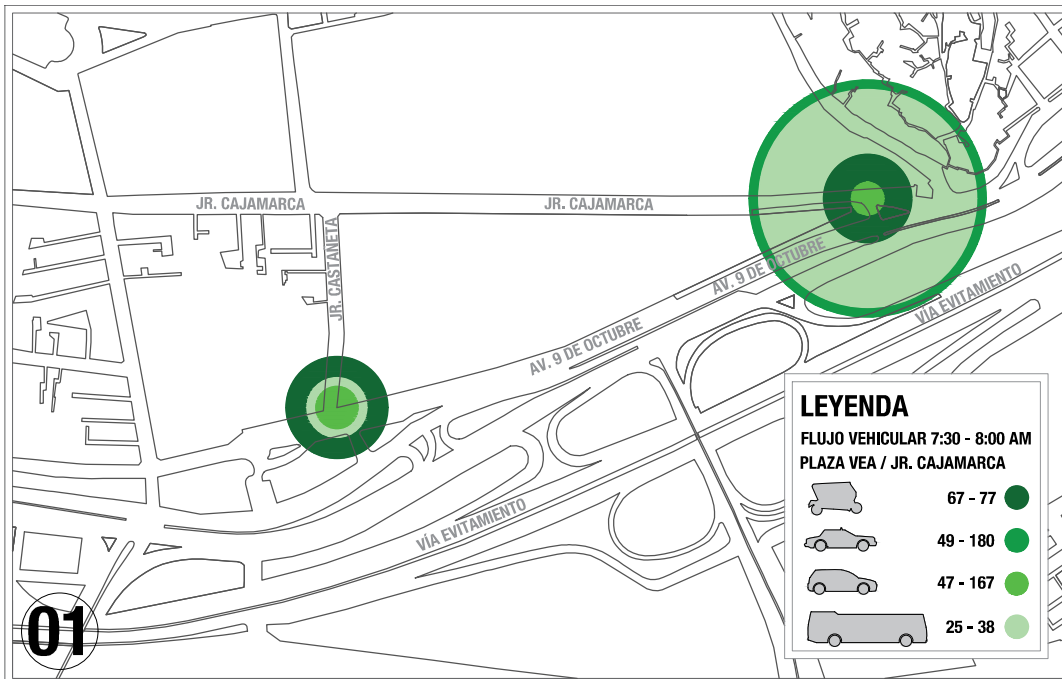 JR. CAJAMARCA
JR. CAJAMARCA
JR. CASTAÑETA
AV. 9 DE OCTUBRE
AV. 9 DE OCTUBRE
VÍA EVITAMIENTO
VÍA EVITAMIENTO
LEYENDA
FLUJO VEHICULAR 7:30 - 8:00 AM
PLAZA VEA / JR. CAJAMARCA
67 - 77
49 - 180
47 - 167
25 - 38
01